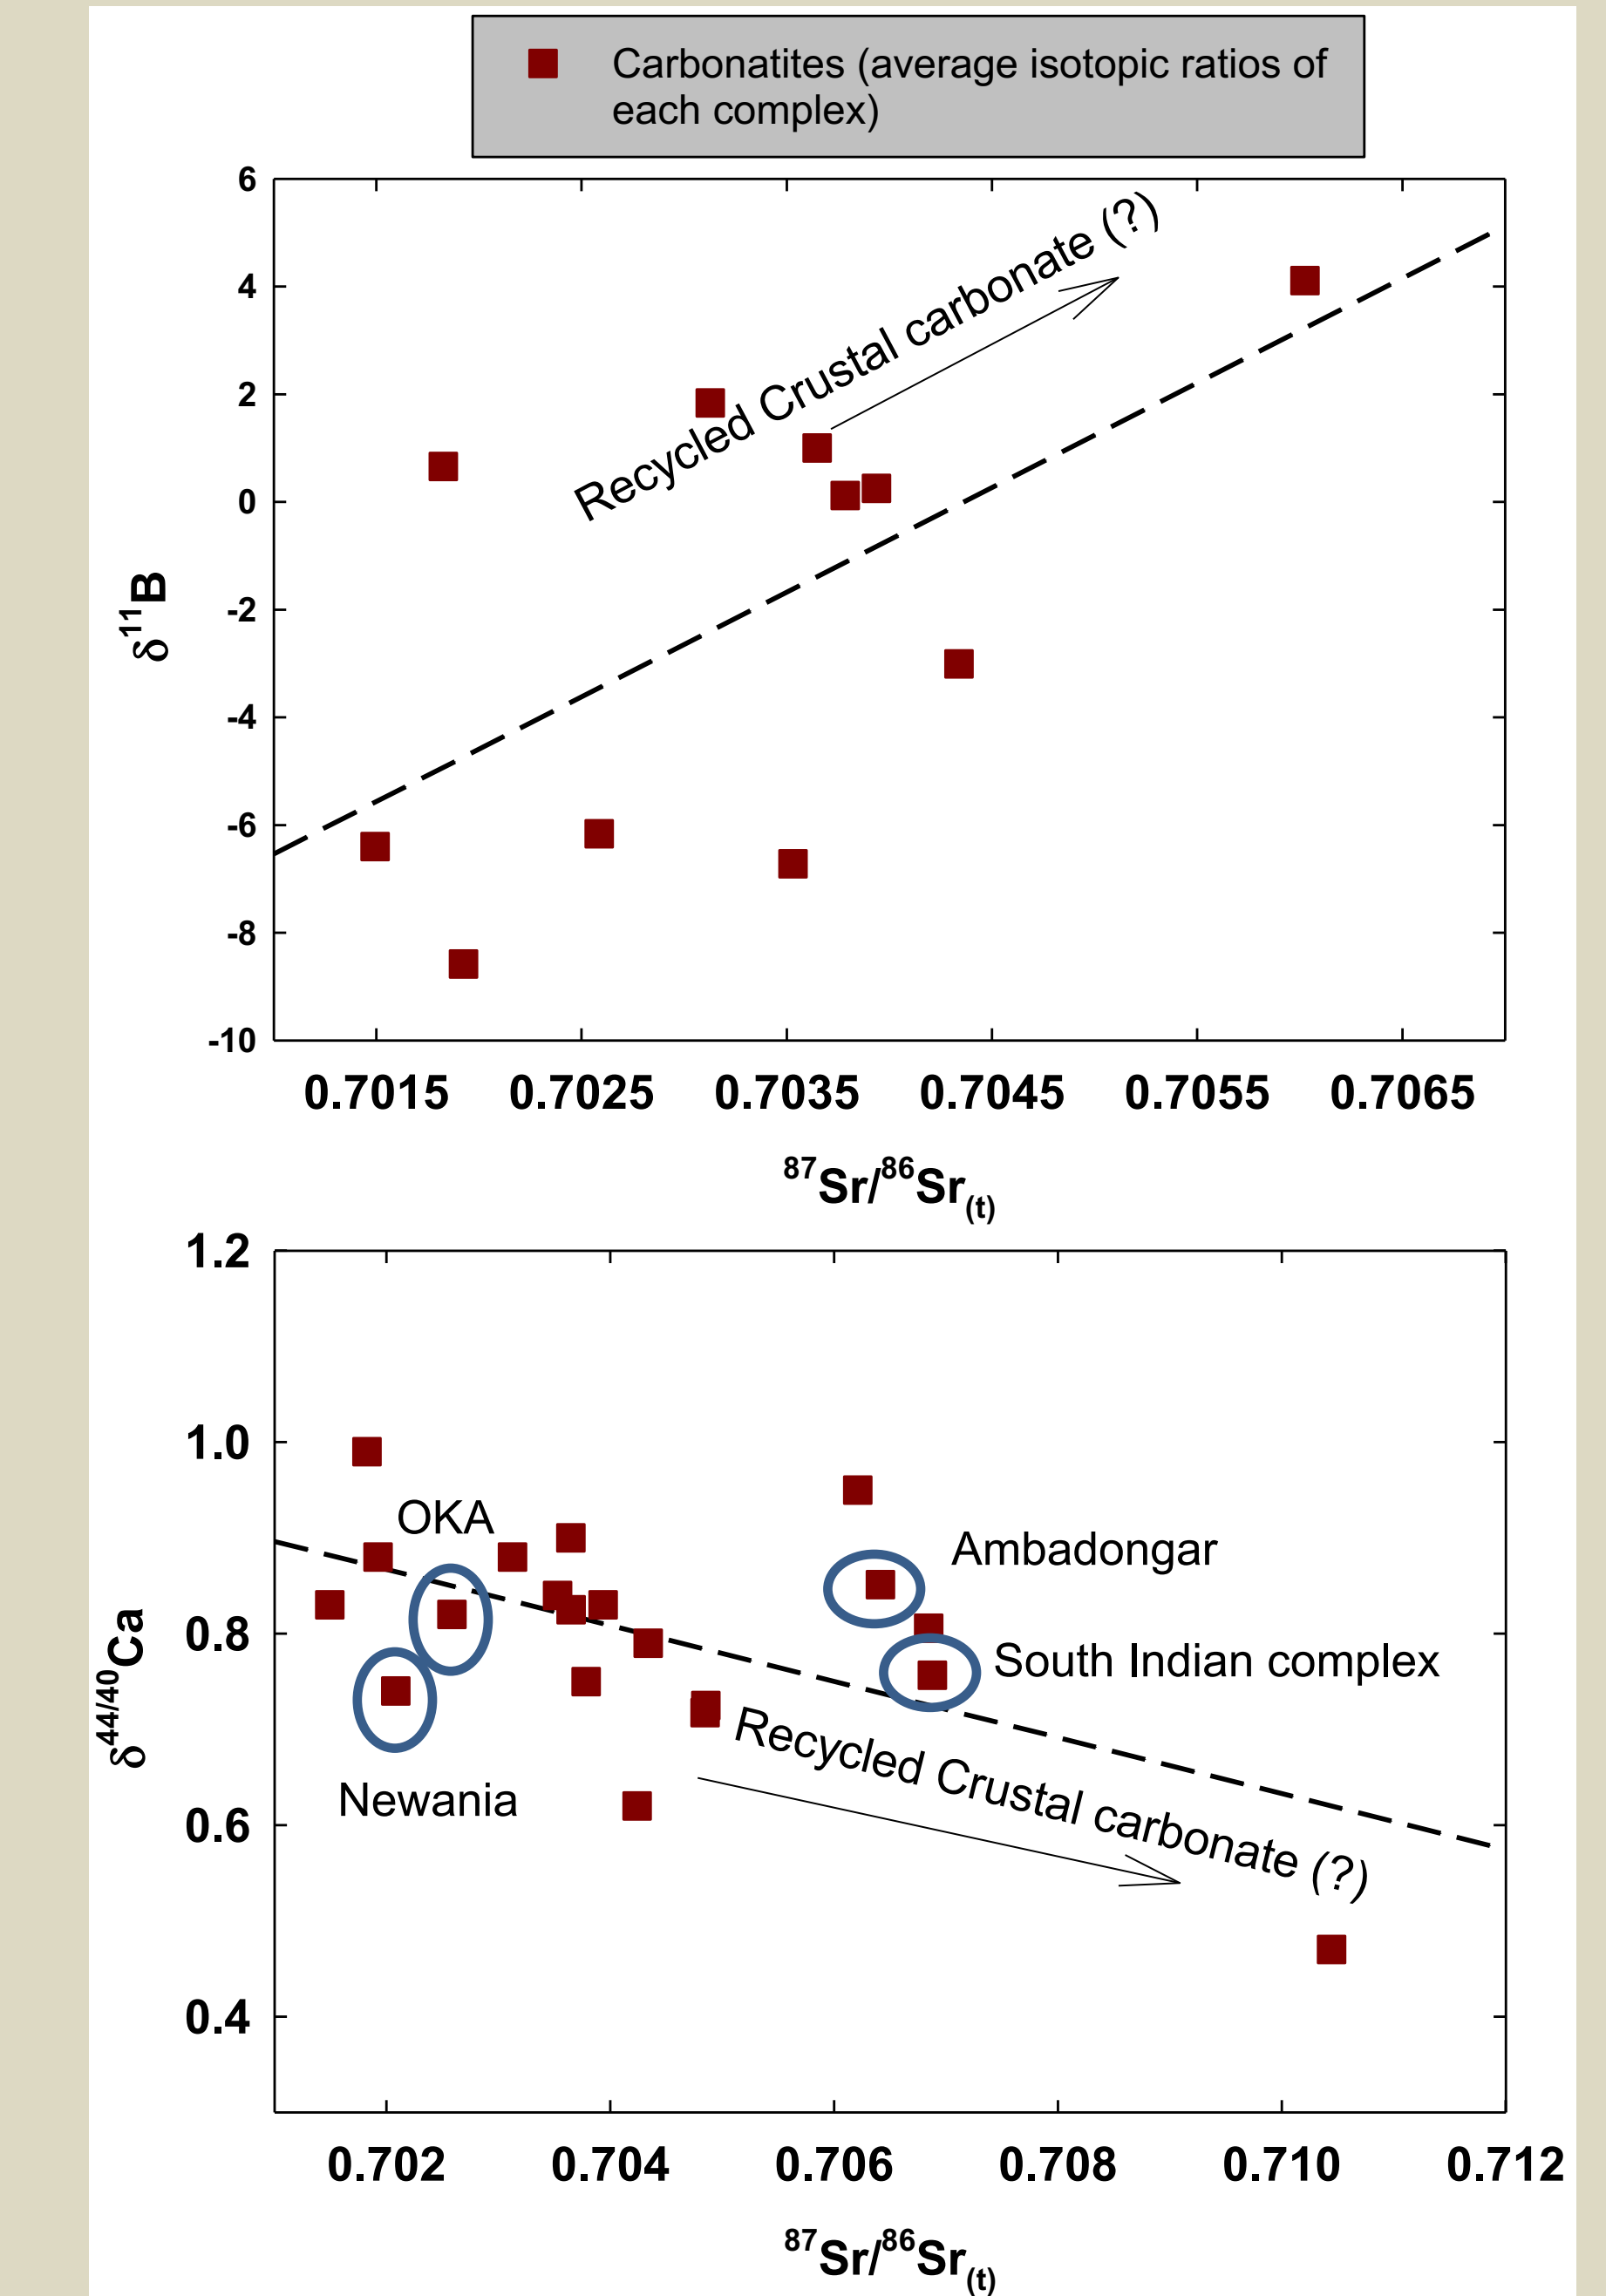 Carbonatites (average isotopic ratios of
each complex)
6
4
2
0
-2
-4
-6
-8
-10
δ¹¹B
Recycled Crustal carbonate (?)
0.7015 0.7025 0.7035 0.7045 0.7055 0.7065
⁸⁷Sr/⁸⁶Sr₍t₎
1.2
1.0
0.8
0.6
0.4
δ⁴⁴/⁴⁰Ca
OKA
Ambadongar
South Indian complex
Newania
Recycled Crustal carbonate (?)
0.702 0.704 0.706 0.708 0.710 0.712
⁸⁷Sr/⁸⁶Sr₍t₎